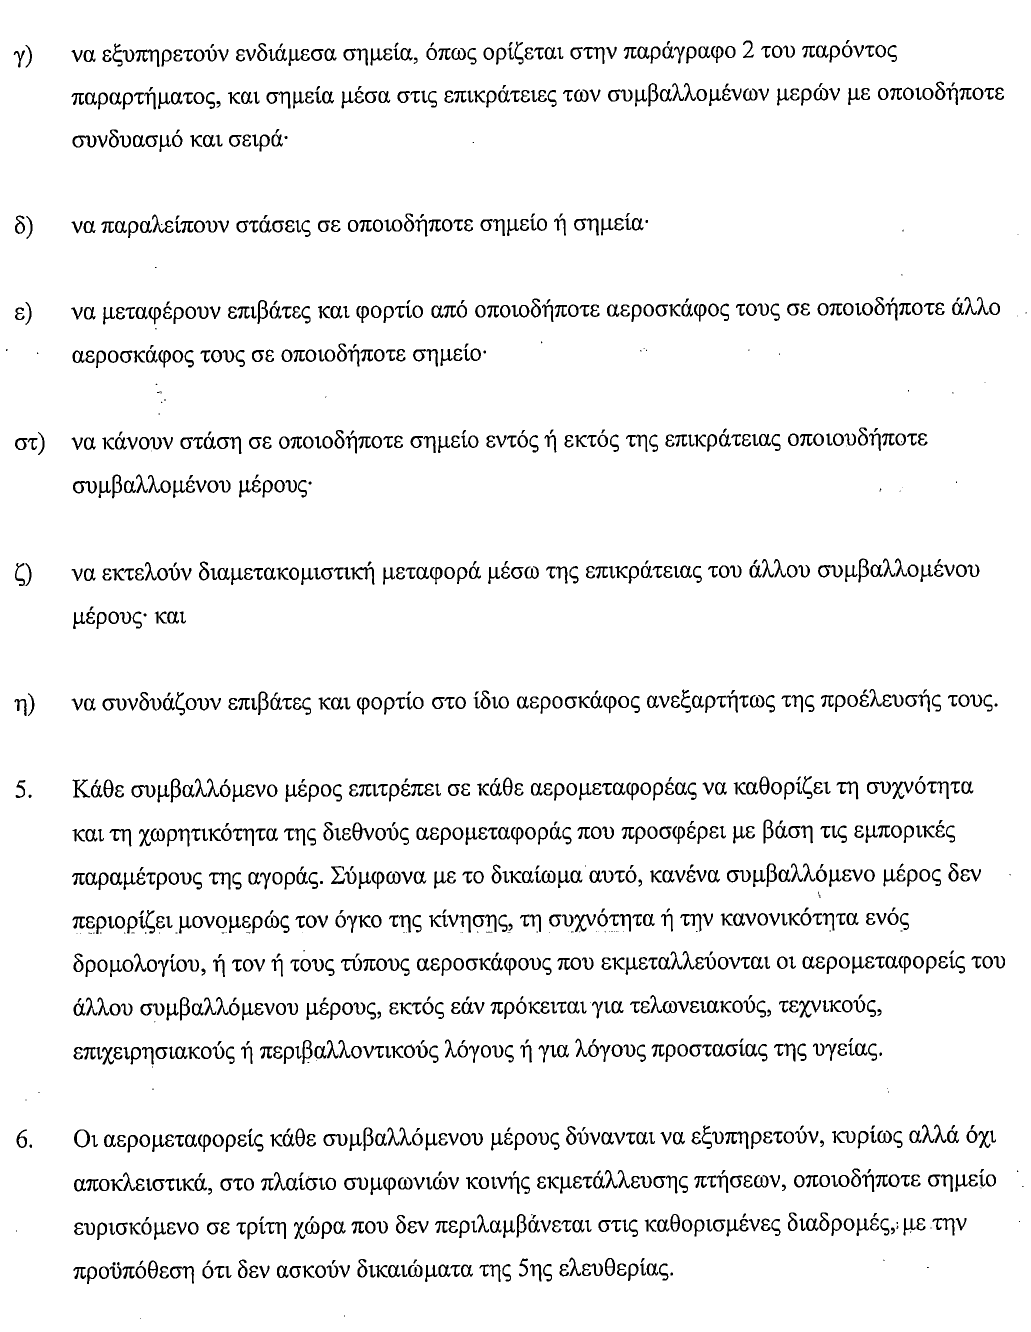 γ) να εξυπηρετούν ενδιάμεσα σημεία, όπως ορίζεται στην παράγραφο 2 του παρόντος
παραρτήματος, και σημεία μέσα στις επικράτειες των συμβαλλομένων μερών με οποιοδήποτε
συνδυασμό και σειρά·
δ) να παραλείπουν στάσεις σε οποιοδήποτε σημείο ή σημεία·
ε) να μεταφέρουν επιβάτες και φορτίο από οποιοδήποτε αεροσκάφος τους σε οποιοδήποτε άλλο
αεροσκάφος τους σε οποιοδήποτε σημείο·
στ) να κάνουν στάση σε οποιοδήποτε σημείο εντός ή εκτός της επικράτειας οποιουδήποτε
συμβαλλομένου μέρους·
ζ) να εκτελούν διαμετακομιστική μεταφορά μέσω της επικράτειας του άλλου συμβαλλομένου
μέρους· και
η) να συνδυάζουν επιβάτες και φορτίο στο ίδιο αεροσκάφος ανεξαρτήτως της προέλευσής τους.
5. Κάθε συμβαλλόμενο μέρος επιτρέπει σε κάθε αερομεταφορέας να καθορίζει τη συχνότητα
και τη χωρητικότητα της διεθνούς αερομεταφοράς που προσφέρει με βάση τις εμπορικές
παραμέτρους της αγοράς. Σύμφωνα με το δικαίωμα αυτό, κανένα συμβαλλόμενο μέρος δεν
περιορίζει μονομερώς τον όγκο της κίνησης, τη συχνότητα ή την κανονικότητα ενός
δρομολογίου, ή τον ή τους τύπους αεροσκάφους που εκμεταλλεύονται οι αερομεταφορείς του
άλλου συμβαλλόμενου μέρους, εκτός εάν πρόκειται για τελωνειακούς, τεχνικούς,
επιχειρησιακούς ή περιβαλλοντικούς λόγους ή για λόγους προστασίας της υγείας.
6. Οι αερομεταφορείς κάθε συμβαλλόμενου μέρους δύνανται να εξυπηρετούν, κυρίως αλλά όχι
αποκλειστικά, στο πλαίσιο συμφωνιών κοινής εκμετάλλευσης πτήσεων, οποιοδήποτε σημείο
ευρισκόμενο σε τρίτη χώρα που δεν περιλαμβάνεται στις καθορισμένες διαδρομές, με την
προϋπόθεση ότι δεν ασκούν δικαιώματα της 5ης ελευθερίας.